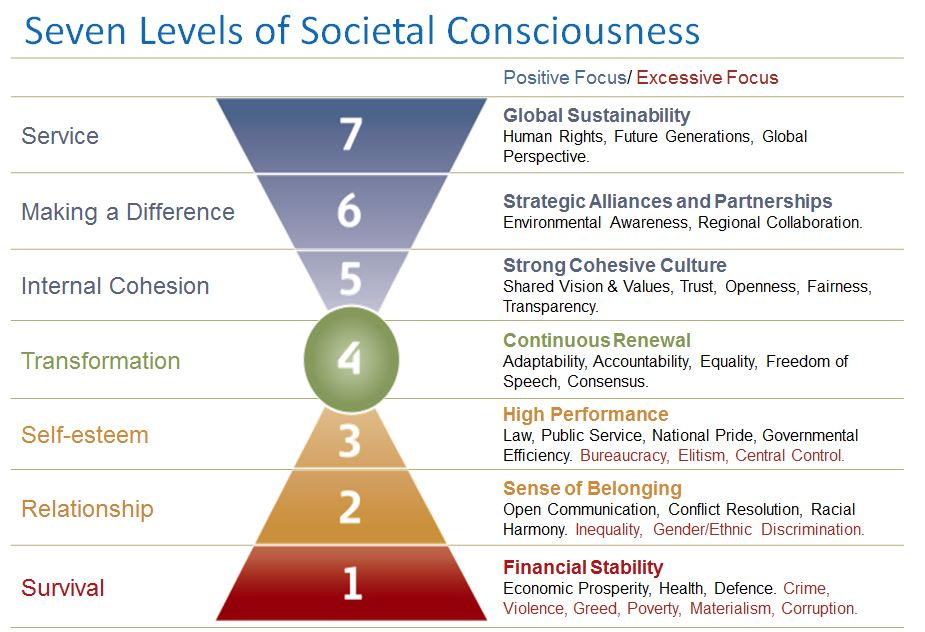 Seven Levels of Societal Consciousness
Positive Focus/ Excessive Focus
Service
7
Global Sustainability
Human Rights, Future Generations, Global
Perspective.
Making a Difference
6
Strategic Alliances and Partnerships
Environmental Awareness, Regional Collaboration.
Internal Cohesion
5
Strong Cohesive Culture
Shared Vision & Values, Trust, Openness, Fairness,
Transparency.
Transformation
4
Continuous Renewal
Adaptability, Accountability, Equality, Freedom of
Speech, Consensus.
Self-esteem
3
High Performance
Law, Public Service, National Pride, Governmental
Efficiency. Bureaucracy, Elitism, Central Control.
Relationship
2
Sense of Belonging
Open Communication, Conflict Resolution, Racial
Harmony. Inequality, Gender/Ethnic Discrimination.
Survival
1
Financial Stability
Economic Prosperity, Health, Defence. Crime,
Violence, Greed, Poverty, Materialism, Corruption.